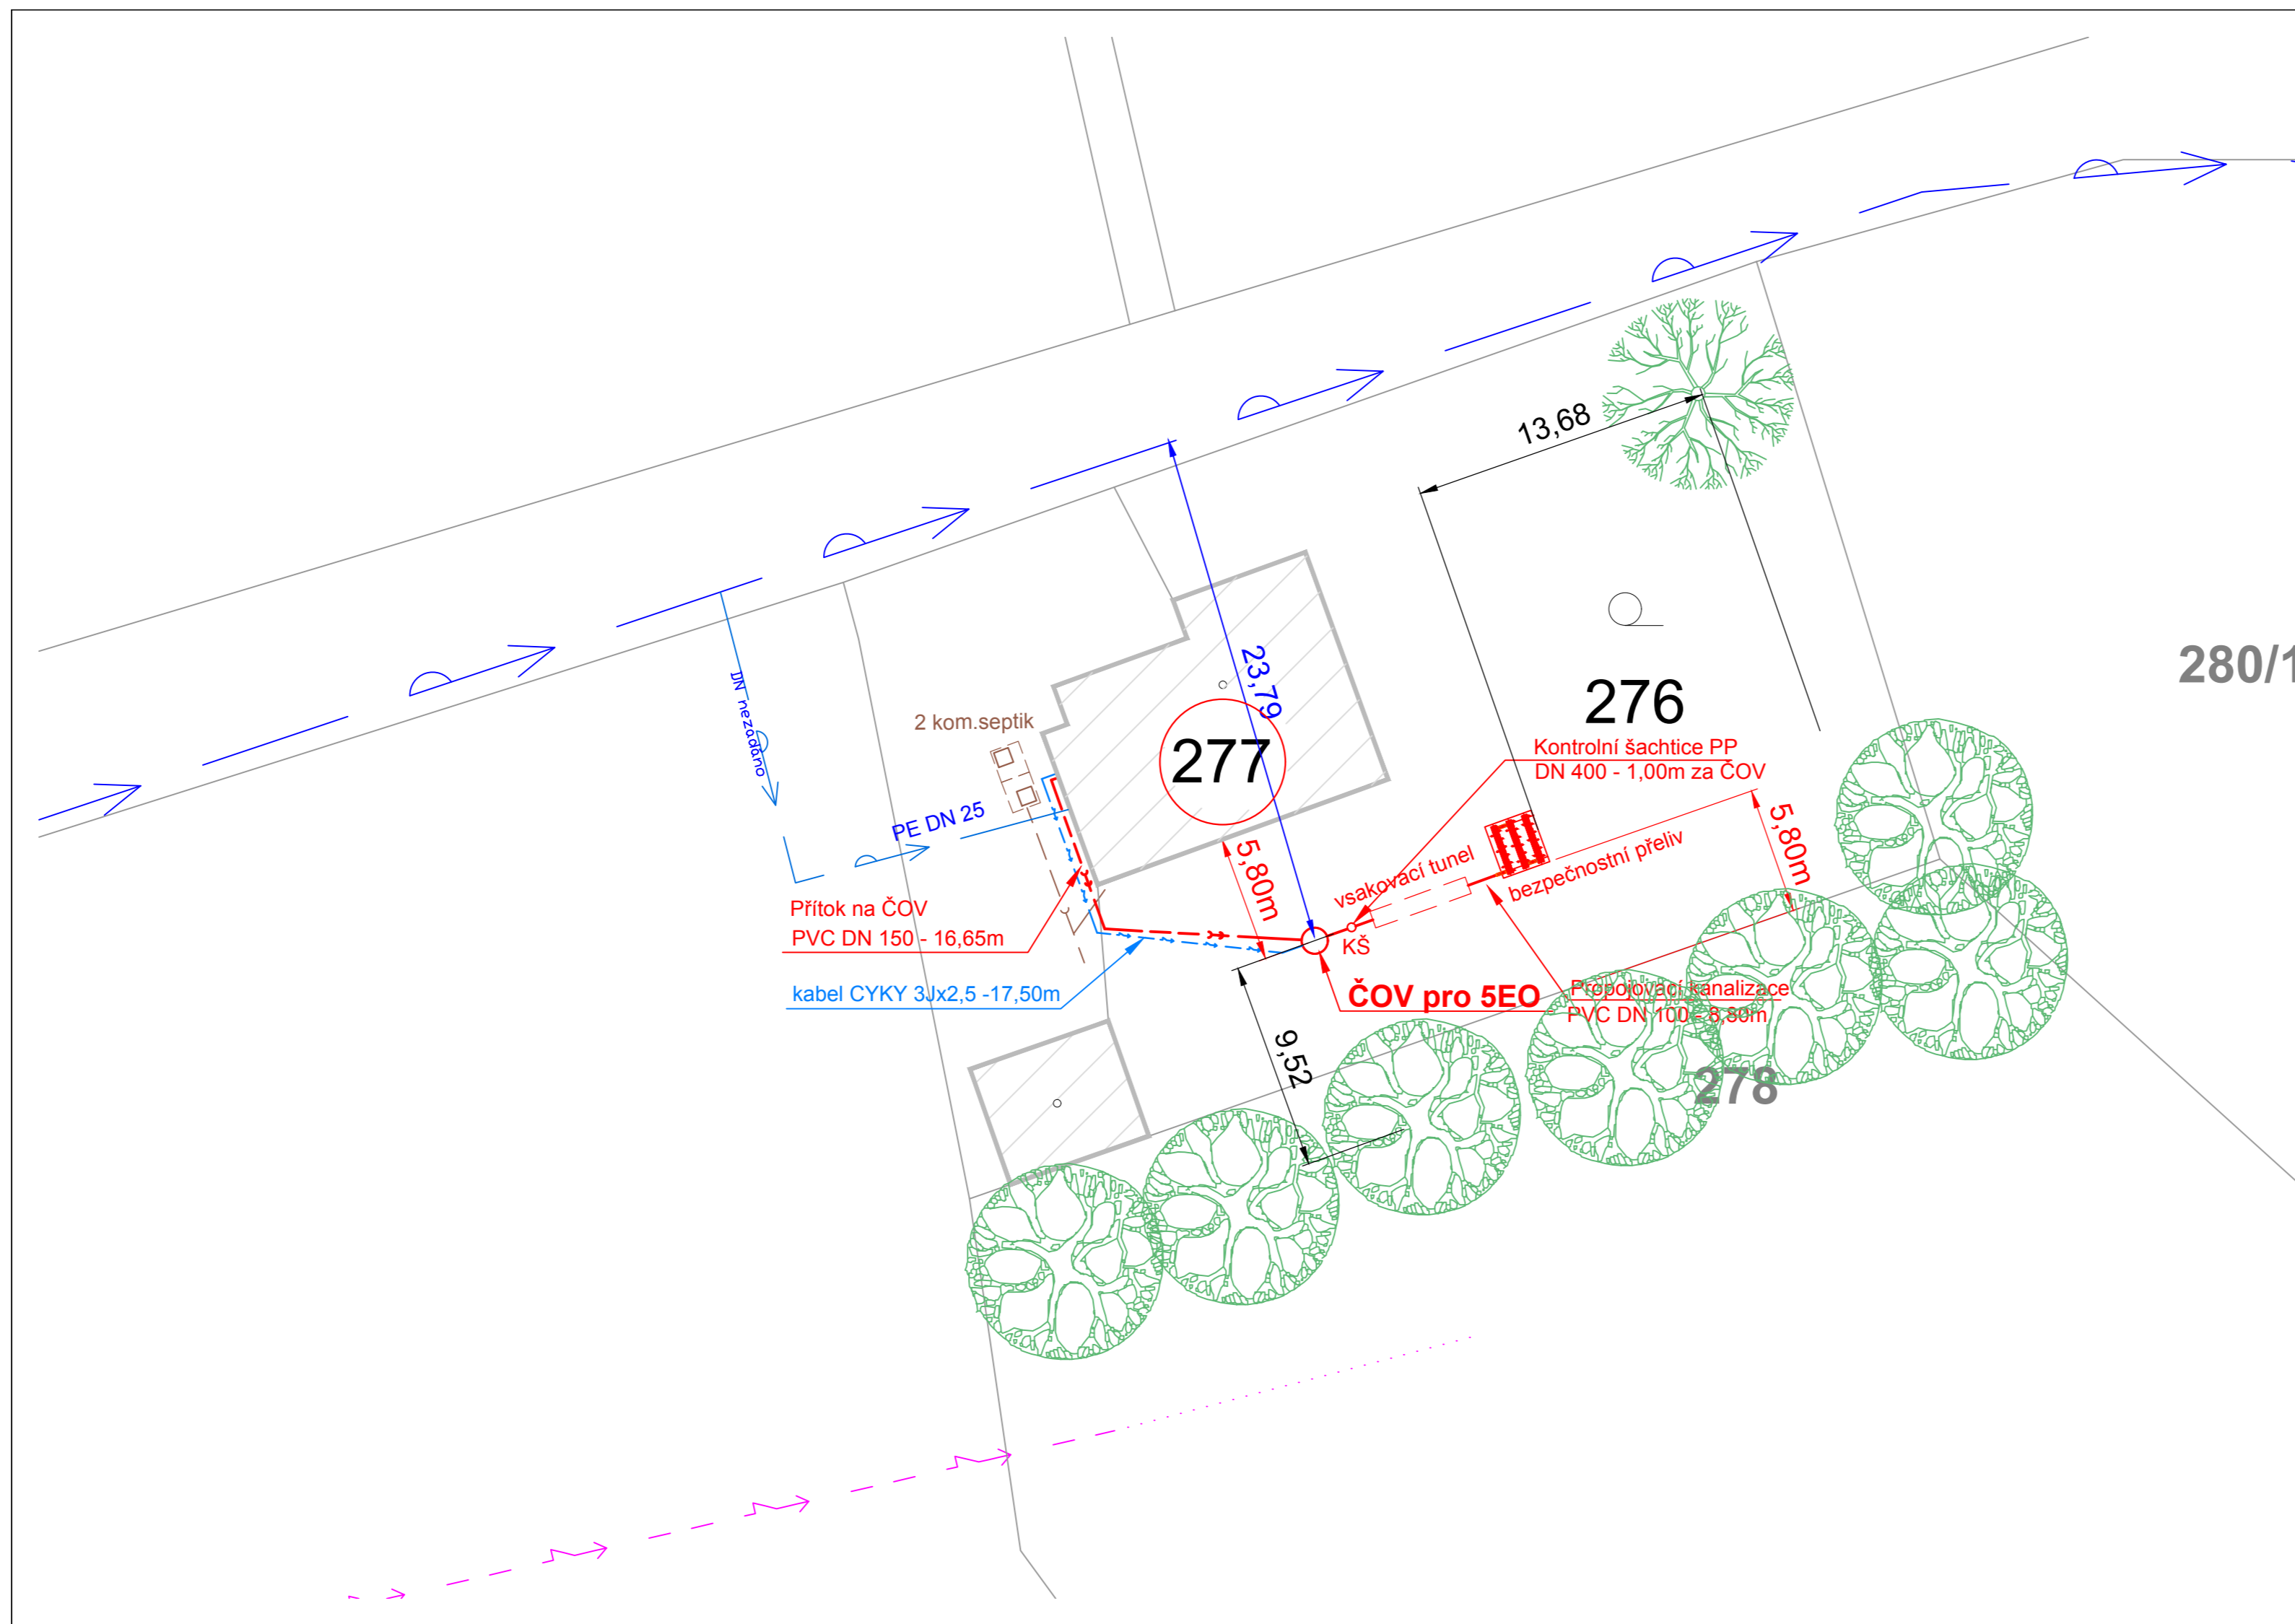 13,68
280/1
23,79
276
277
DN nezadáno
2 kom.septik
PE DN 25
Kontrolní šachtice PP
DN 400 - 1,00m za ČOV
5,80m
vsakovací tunel
bezpečnostní přeliv
5,80m
Přítok na ČOV
PVC DN 150 - 16,65m
KŠ
kabel CYKY 3Jx2,5 -17,50m
ČOV pro 5EO
Propojovací kanalizace
PVC DN 100 - 8,80m
9,52
278